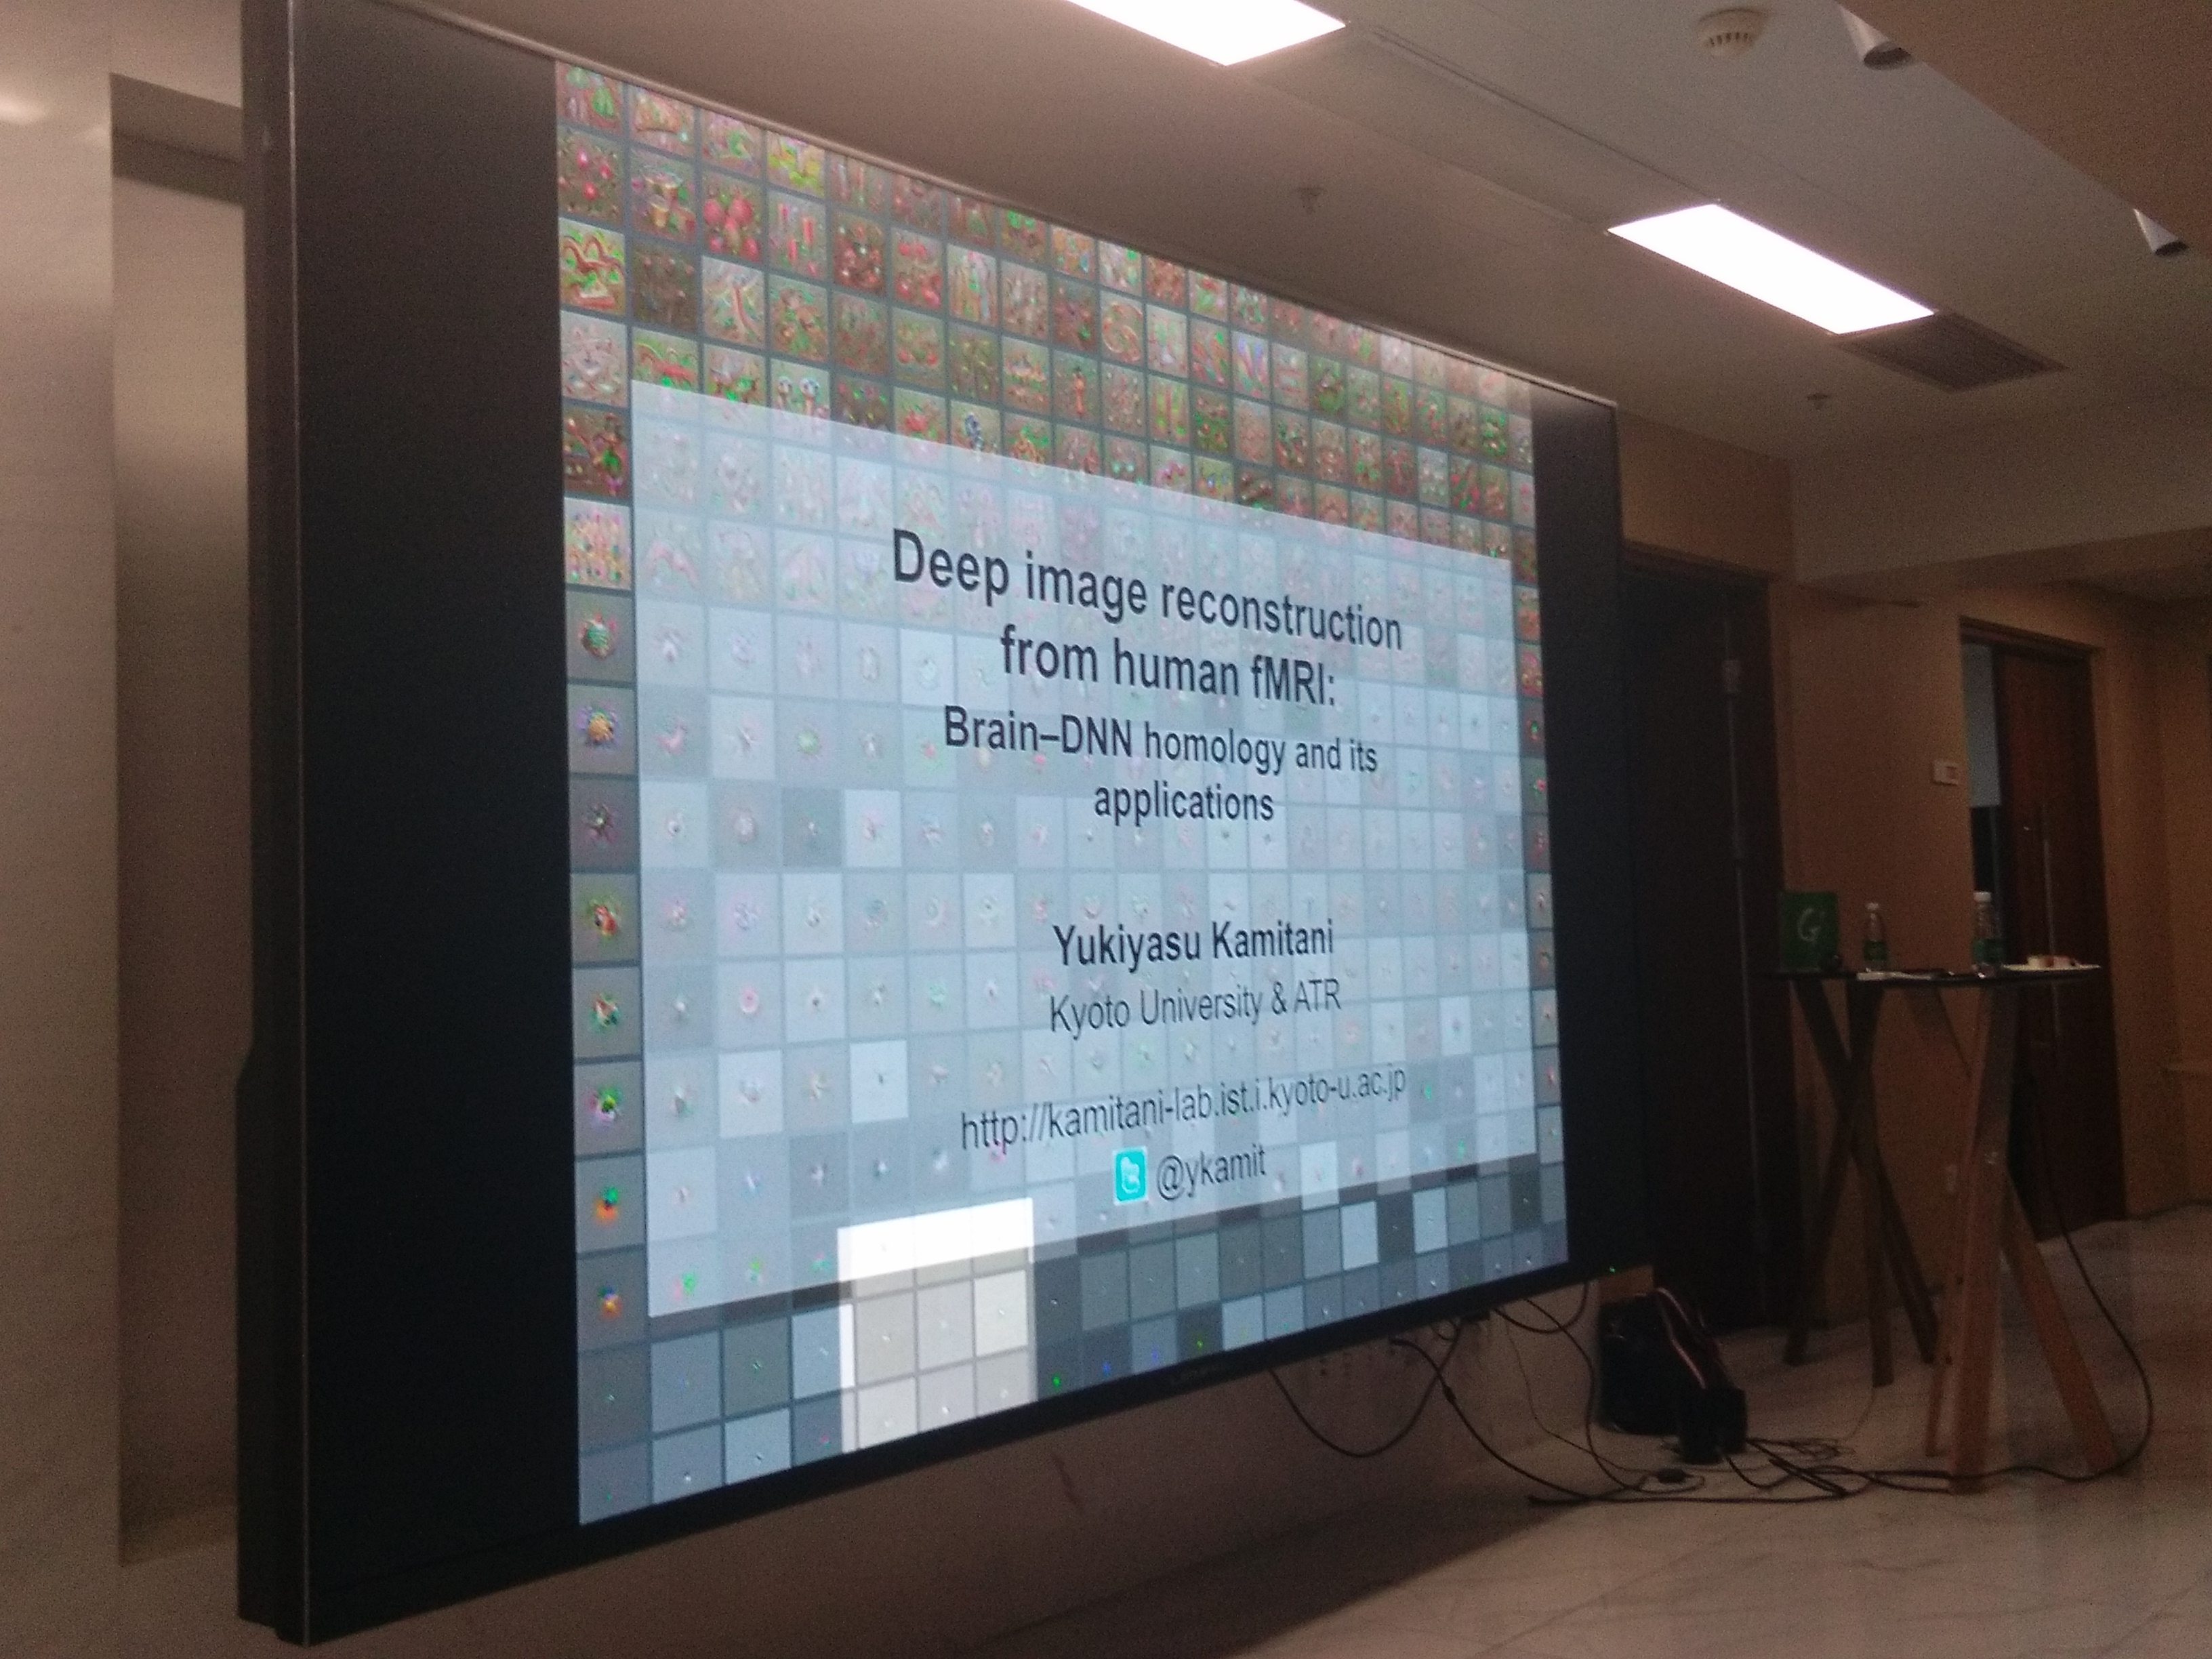 Deep image reconstruction
from human fMRI:
Brain–DNN homology and its
applications
Yukiyasu Kamitani
Kyoto University & ATR
http://kamitani-lab.ist.i.kyoto-u.ac.jp
@ykamit
G